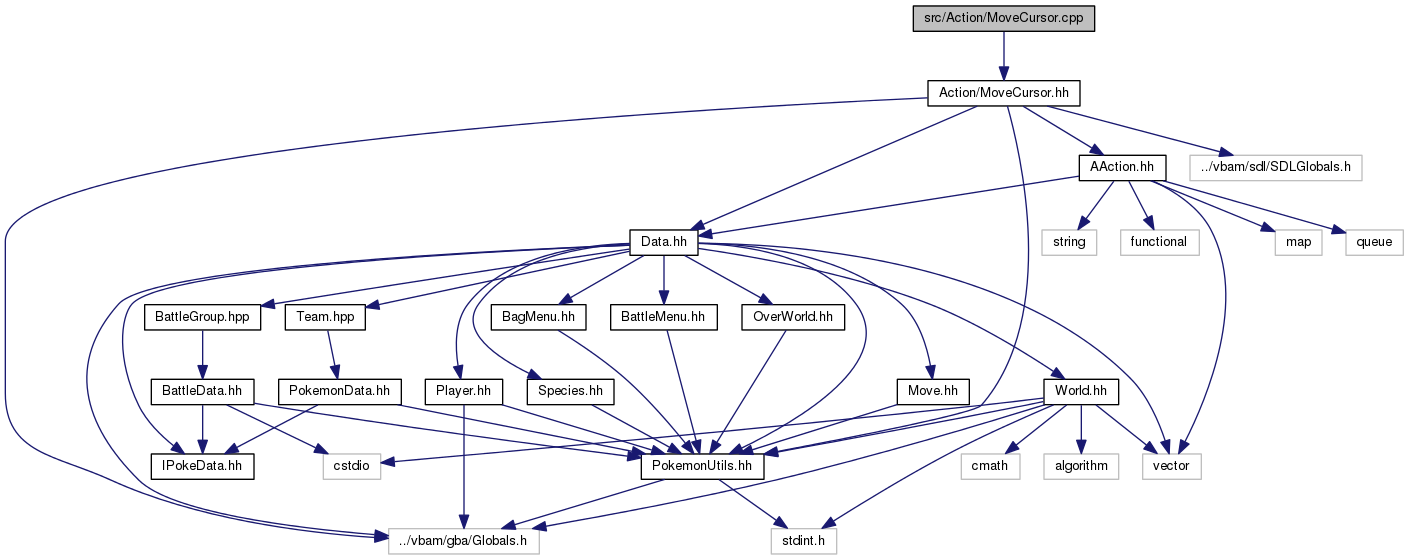 src/Action/MoveCursor.cpp
Action/MoveCursor.hh
AAction.hh
../vbam/sdl/SDLGlobals.h
Data.hh
string
functional
map
queue
BattleGroup.hpp
Team.hpp
BagMenu.hh
BattleMenu.hh
OverWorld.hh
BattleData.hh
PokemonData.hh
Player.hh
Species.hh
Move.hh
World.hh
IPokeData.hh
cstdio
PokemonUtils.hh
cmath
algorithm
vector
../vbam/gba/Globals.h
stdint.h